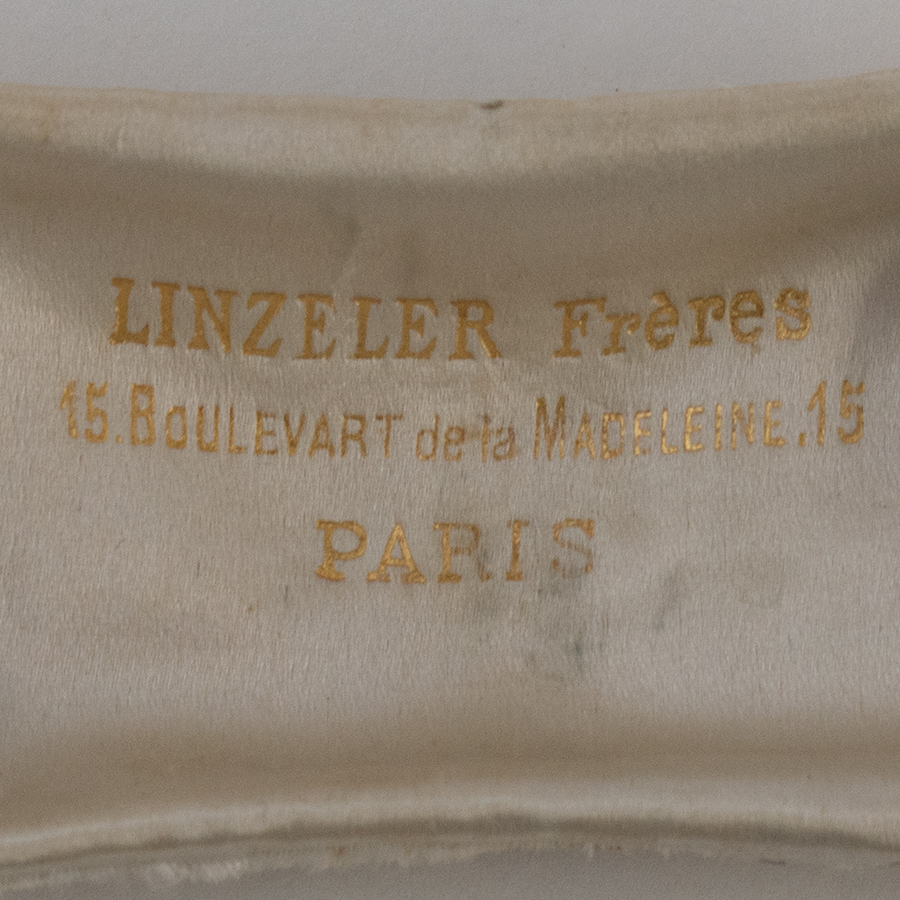 LINZELER Frères
15. BOULEVART de la MADELEINE .15
PARIS